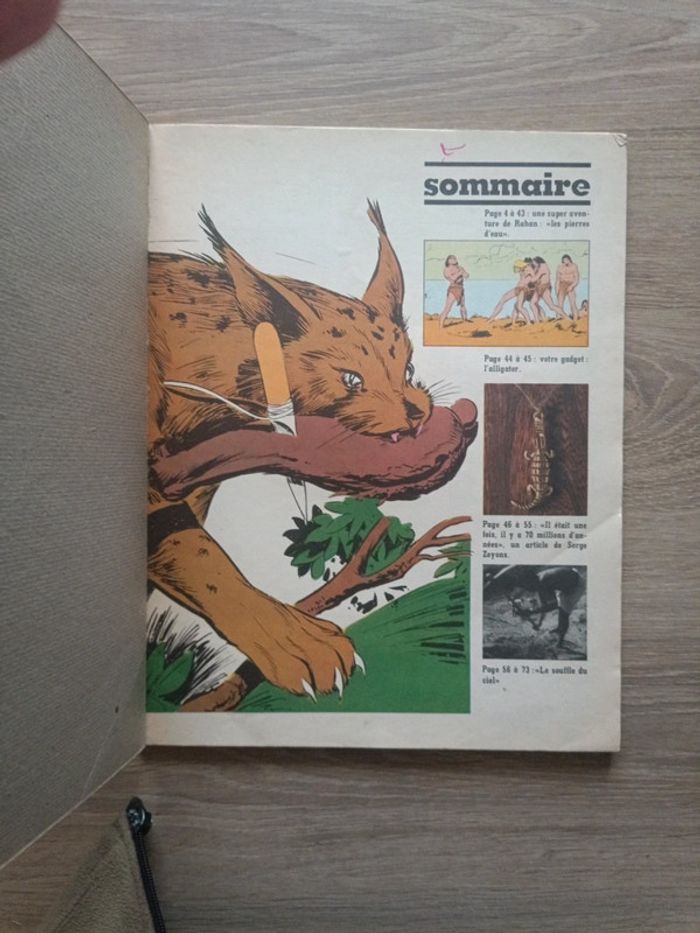 sommaire
Page 4 à 43 : une super aven-
ture de Rahan : «les pierres
d'eau».
Page 44 à 45 : votre gadget :
l'alligator.
Page 46 à 55 : «Il était une
fois, il y a 70 millions d'an-
nées», un article de Serge
Zeyons.
Page 56 à 73 : «Le souffle du
ciel»